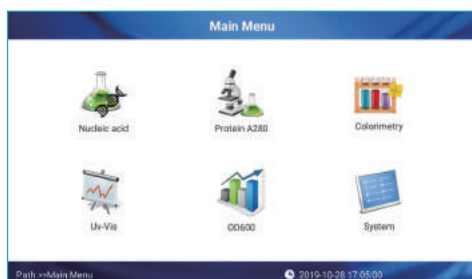 Main Menu
Nucleic acid
Protein A280
Colorimetry
Uv-Vis
OD600
System
Path >>Main Menu
2019-10-28 17:05:00